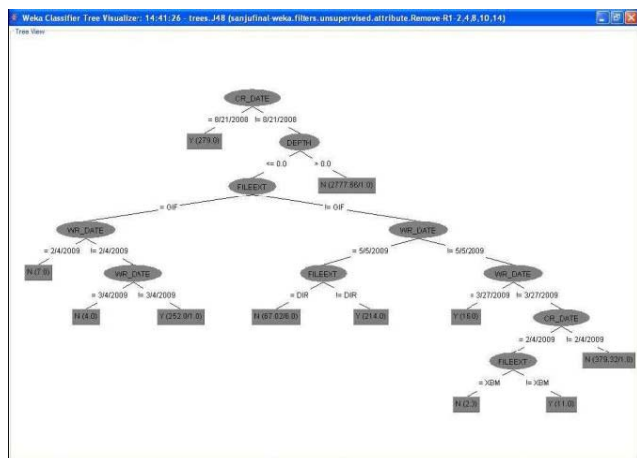 Weka Classifier Tree Visualizer: 14:41:26 - trees.J48 (sanjufinal-weka.filters.unsupervised.attribute.Remove-R1-2,4,8,10,14)
Tree View
CR_DATE
= 8/21/2008 != 8/21/2008
Y (279.0) DEPTH
<= 0.0 > 0.0
FILEEXT N (2777.66/1.0)
= GIF != GIF
WR_DATE WR_DATE
= 2/4/2009 != 2/4/2009 = 5/5/2009 != 5/5/2009
WR_DATE FILEEXT WR_DATE
= 3/4/2009 != 3/4/2009 = DIR != DIR = 3/27/2009 != 3/27/2009
N (4.0) Y (252.0/1.0) N (67.02/6.0) Y (214.0) CR_DATE
= 2/4/2009 != 2/4/2009
FILEEXT N (379.32/1.0)
= XBM != XBM
N (2.3) Y (11.0)